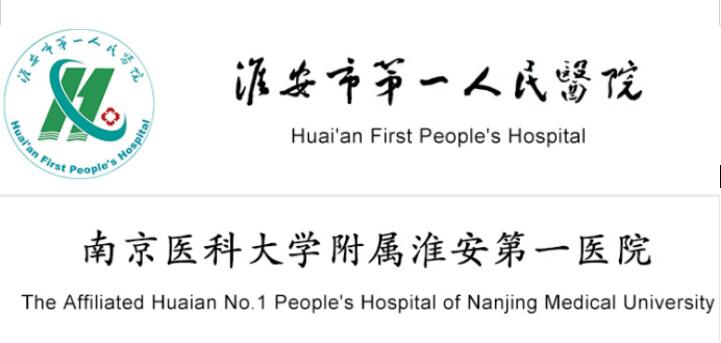 淮安市第一人民醫院
Huai'an First People's Hospital
淮安市第一人民醫院
Huai'an First People's Hospital
南京医科大学附属淮安第一医院
The Affiliated Huaian No.1 People's Hospital of Nanjing Medical University